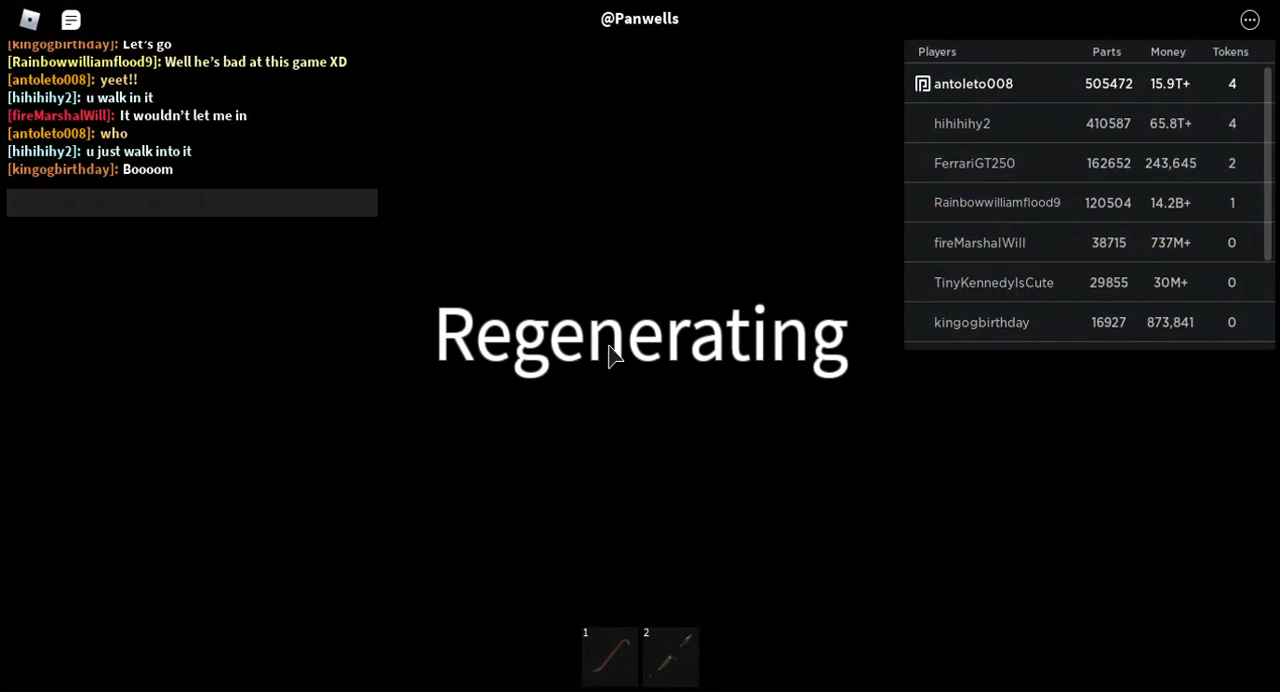 @Panwells
[kingogbirthday]: Let's go
[Rainbowwilliamflood9]: Well he's bad at this game XD
[antoleto008]: yeet!!
[hihihihy2]: u walk in it
[fireMarshalWill]: It wouldn't let me in
[antoleto008]: who
[hihihihy2]: u just walk into it
[kingogbirthday]: Boooom
Players Parts Money Tokens
antoleto008 505472 15.9T+ 4
hihihihy2 410587 65.8T+ 4
FerrariGT250 162652 243,645 2
Rainbowwilliamflood9 120504 14.2B+ 1
fireMarshalWill 38715 737M+ 0
TinyKennedyIsCute 29855 30M+ 0
kingogbirthday 16927 873,841 0
Regenerating
1 2